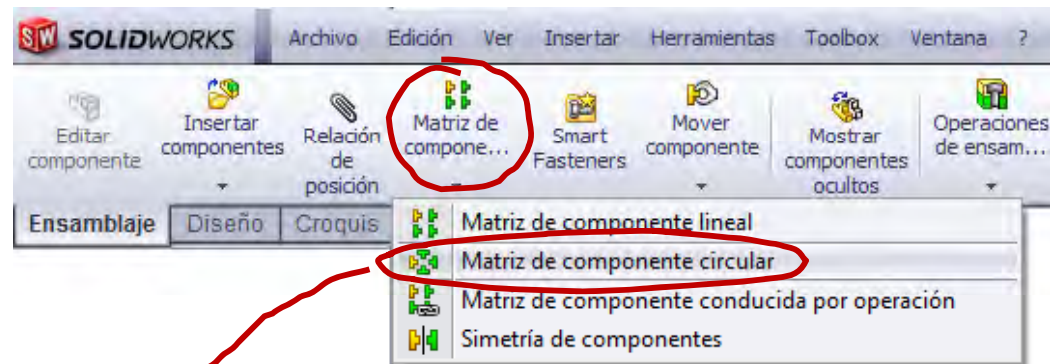 SW SOLIDWORKS Archivo Edición Ver Insertar Herramientas Toolbox Ventana ?
Editar
componente
Insertar
componentes
Relación
de
posición
Matriz de
compone...
Smart
Fasteners
Mover
componente
Mostrar
componentes
ocultos
Operaciones
de ensam...
Ensamblaje Diseño Croquis
Matriz de componente lineal
Matriz de componente circular
Matriz de componente conducida por operación
Simetría de componentes